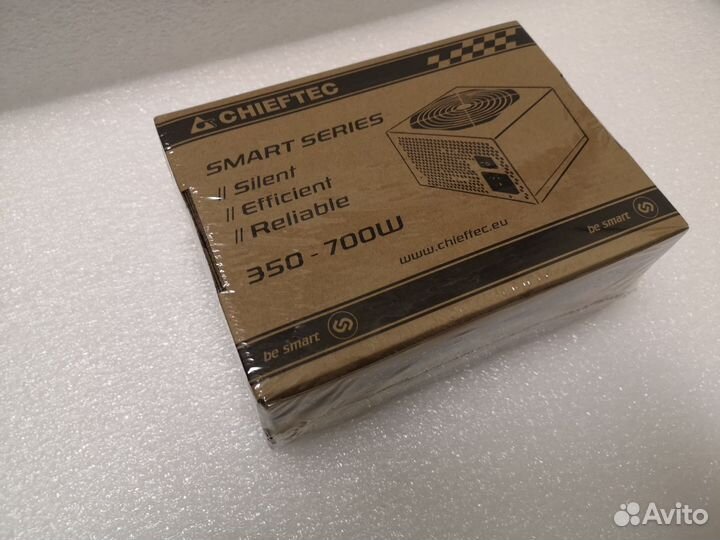 CHIEFTEC
SMART SERIES
// Silent
// Efficient
// Reliable
350 - 700W
www.chieftec.eu
be smart
be smart
Avito